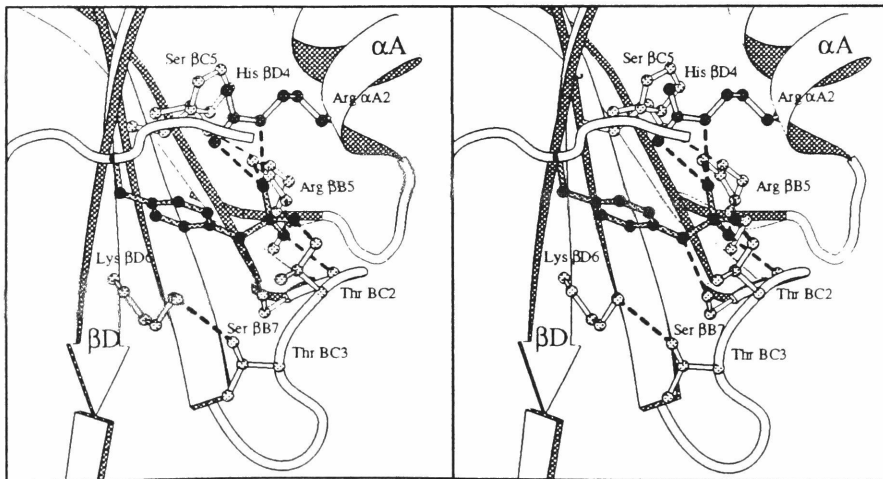 αA
Ser βC5
His βD4
Arg αA2
Arg βB5
Lys βD6
Thr BC2
Ser βB7
βD
Thr BC3
αA
Ser βC5
His βD4
Arg αA2
Arg βB5
Lys βD6
Thr BC2
Ser βB7
βD
Thr BC3